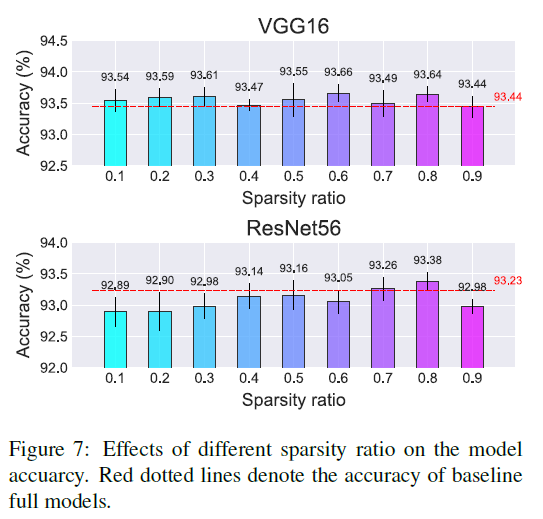 VGG16
94.5
94.0
93.5
93.0
92.5
Accuracy (%)
93.54 93.59 93.61 93.47 93.55 93.66 93.49 93.64 93.44
93.44
0.1 0.2 0.3 0.4 0.5 0.6 0.7 0.8 0.9
Sparsity ratio
ResNet56
94.0
93.5
93.0
92.5
92.0
Accuracy (%)
92.89 92.90 92.98 93.14 93.16 93.05 93.26 93.38 92.98
93.23
0.1 0.2 0.3 0.4 0.5 0.6 0.7 0.8 0.9
Sparsity ratio
Figure 7: Effects of different sparsity ratio on the model
accuarcy. Red dotted lines denote the accuracy of baseline
full models.